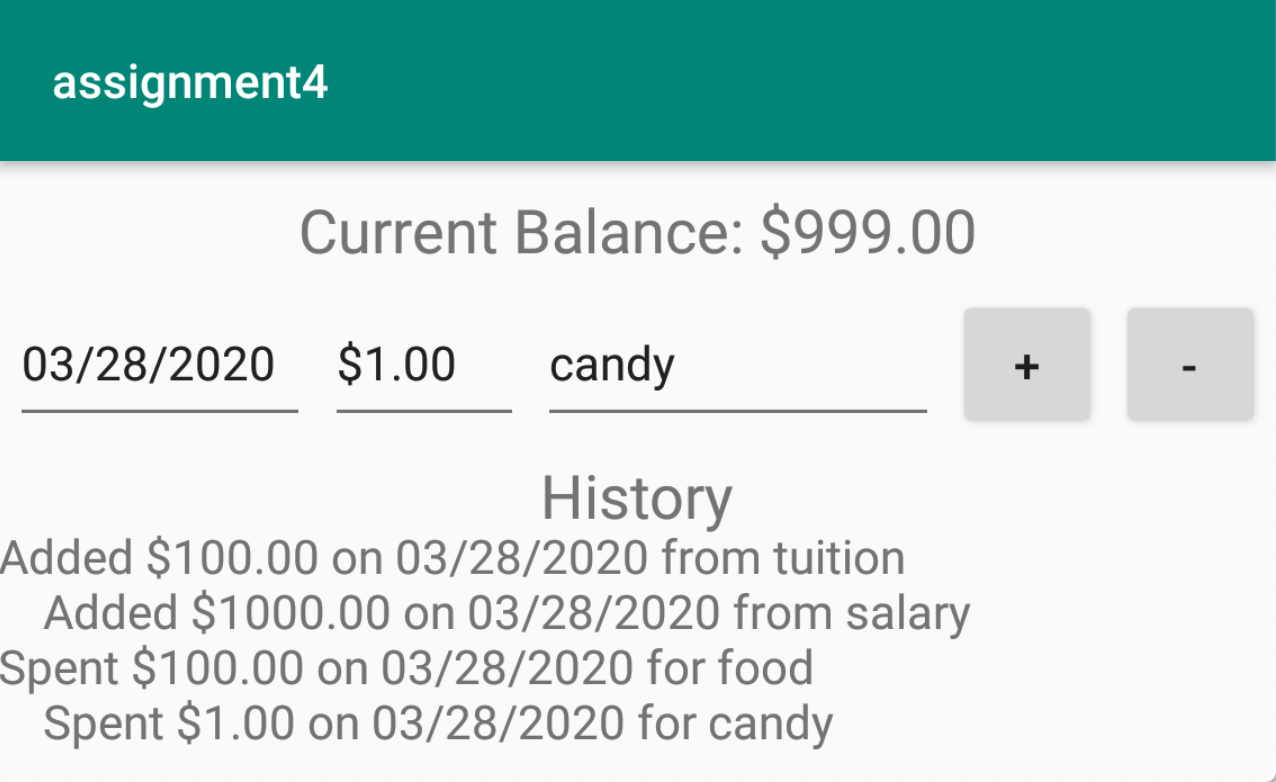 assignment4
Current Balance: $999.00
03/28/2020 $1.00 candy + -
History
Added $100.00 on 03/28/2020 from tuition
Added $1000.00 on 03/28/2020 from salary
Spent $100.00 on 03/28/2020 for food
Spent $1.00 on 03/28/2020 for candy